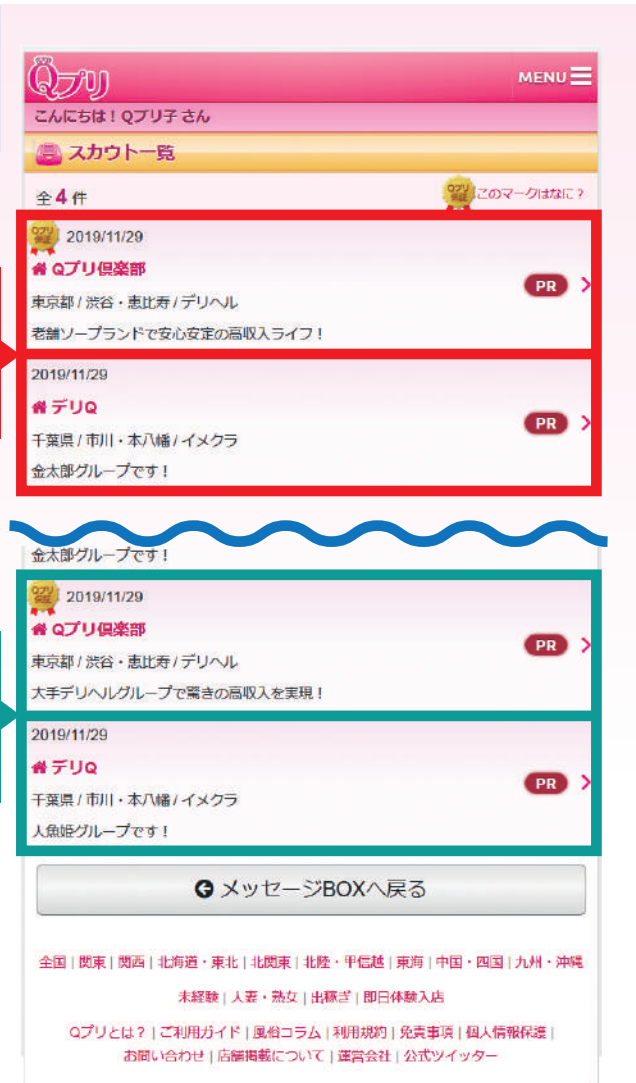 Qプリ
MENU
こんにちは！Qプリ子 さん
スカウト一覧
全4件
Qプリ保証 このマークはなに？
Qプリ保証 2019/11/29
Qプリ倶楽部
PR
東京都 / 渋谷・恵比寿 / デリヘル
老舗ソープランドで安心安定の高収入ライフ！
2019/11/29
デリQ
PR
千葉県 / 市川・本八幡 / イメクラ
金太郎グループです！
金太郎グループです！
Qプリ保証 2019/11/29
Qプリ倶楽部
PR
東京都 / 渋谷・恵比寿 / デリヘル
大手デリヘルグループで驚きの高収入を実現！
2019/11/29
デリQ
PR
千葉県 / 市川・本八幡 / イメクラ
人魚姫グループです！
メッセージBOXへ戻る
全国 | 関東 | 関西 | 北海道・東北 | 北関東 | 北陸・甲信越 | 東海 | 中国・四国 | 九州・沖縄
未経験 | 人妻・熟女 | 出稼ぎ | 即日体験入店
Qプリとは？ | ご利用ガイド | 風俗コラム | 利用規約 | 免責事項 | 個人情報保護 |
お問い合わせ | 店舗掲載について | 運営会社 | 公式ツイッター